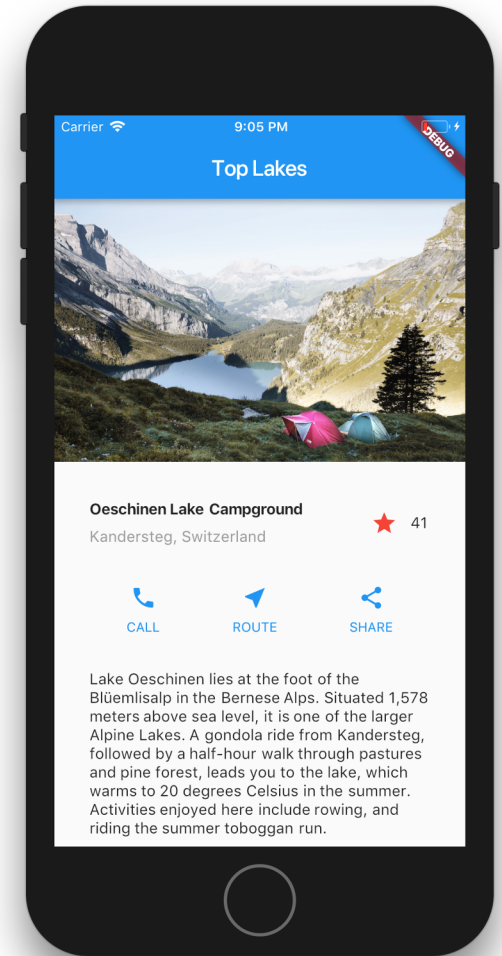 Carrier 9:05 PM
DEBUG
Top Lakes
Oeschinen Lake Campground
Kandersteg, Switzerland
41
CALL ROUTE SHARE
Lake Oeschinen lies at the foot of the
Blüemlisalp in the Bernese Alps. Situated 1,578
meters above sea level, it is one of the larger
Alpine Lakes. A gondola ride from Kandersteg,
followed by a half-hour walk through pastures
and pine forest, leads you to the lake, which
warms to 20 degrees Celsius in the summer.
Activities enjoyed here include rowing, and
riding the summer toboggan run.